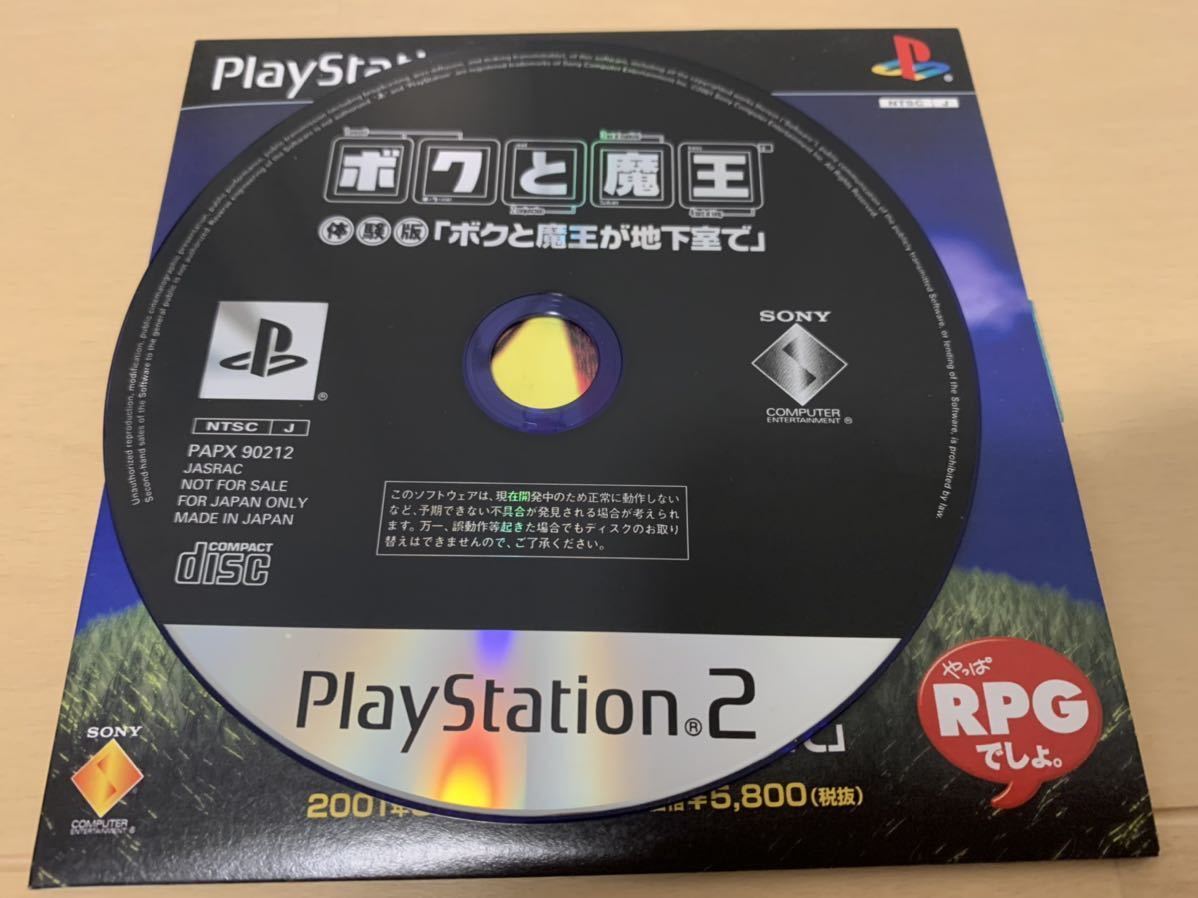 PlayStati
NTSC J
ボクと魔王
体験版「ボクと魔王が地下室で」
SONY
COMPUTER
ENTERTAINMENT ®
NTSC J
PAPX 90212
JASRAC
NOT FOR SALE
FOR JAPAN ONLY
MADE IN JAPAN
COMPACT
disc
このソフトウェアは、現在開発中のため正常に動作しない
など、予期できない不具合が発見される場合が考えられ
ます。万一、誤動作等起きた場合でもディスクのお取り
替えはできませんので、ご了承ください。
PlayStation®2
やっぱ
RPG
でしょ。
SONY
COMPUTER
ENTERTAINMENT ®
2001年
¥5,800(税抜)